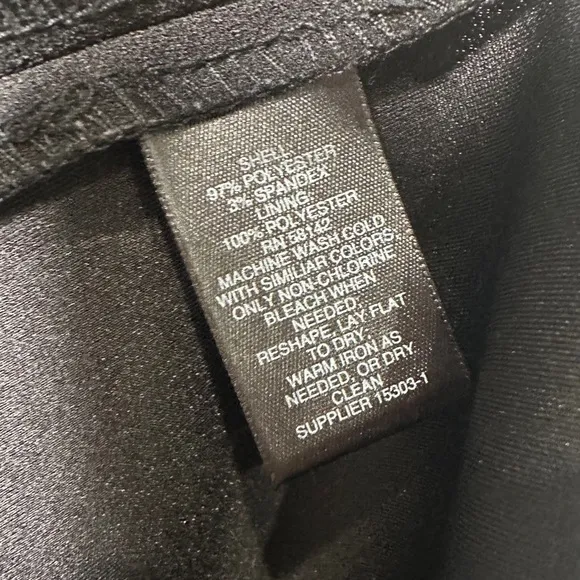 SHELL
97% POLYESTER
3% SPANDEX
LINING
100% POLYESTER
RN 58142
MACHINE WASH COLD
WITH SIMILIAR COLORS
ONLY NON-CHLORINE
BLEACH WHEN
NEEDED.
RESHAPE, LAY FLAT
TO DRY.
WARM IRON AS
NEEDED, OR DRY
CLEAN
SUPPLIER 15303-1